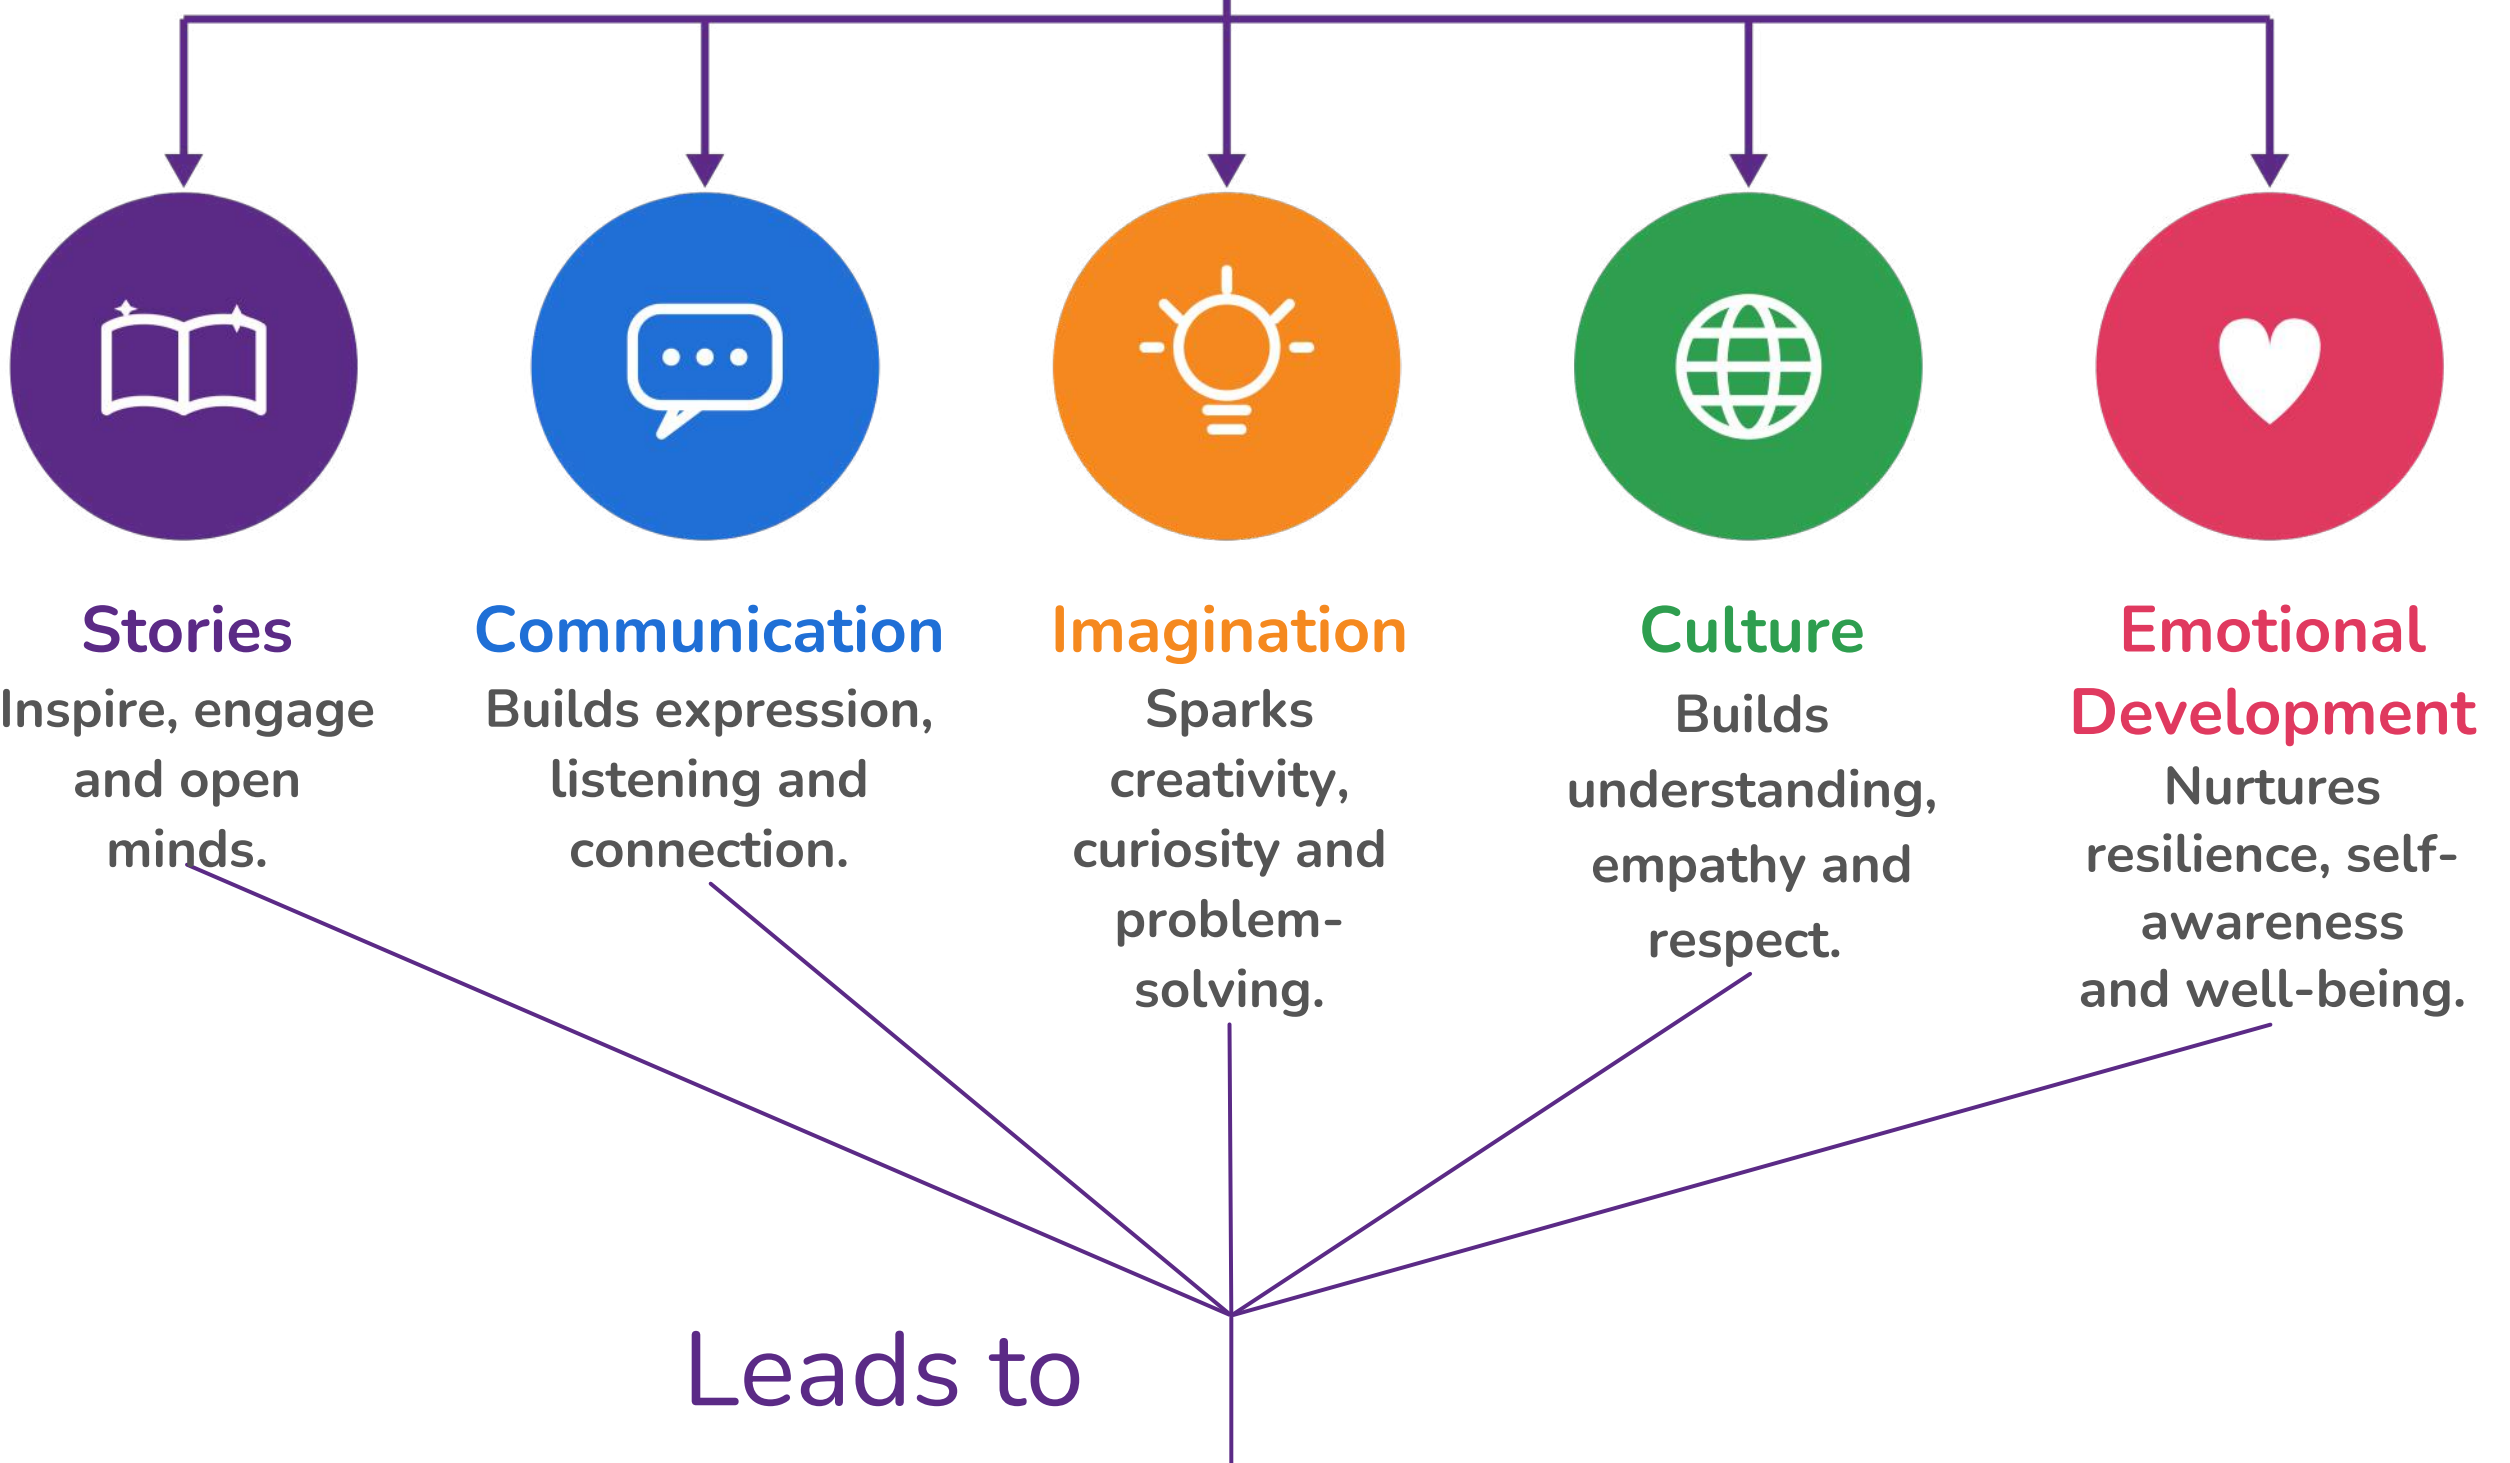 Stories
Inspire, engage
and open
minds.
Communication
Builds expression,
listening and
connection.
Imagination
Sparks
creativity,
curiosity and
problem-
solving.
Culture
Builds
understanding,
empathy and
respect.
Emotional
Development
Nurtures
resilience, self-
awareness
and well-being.
Leads to